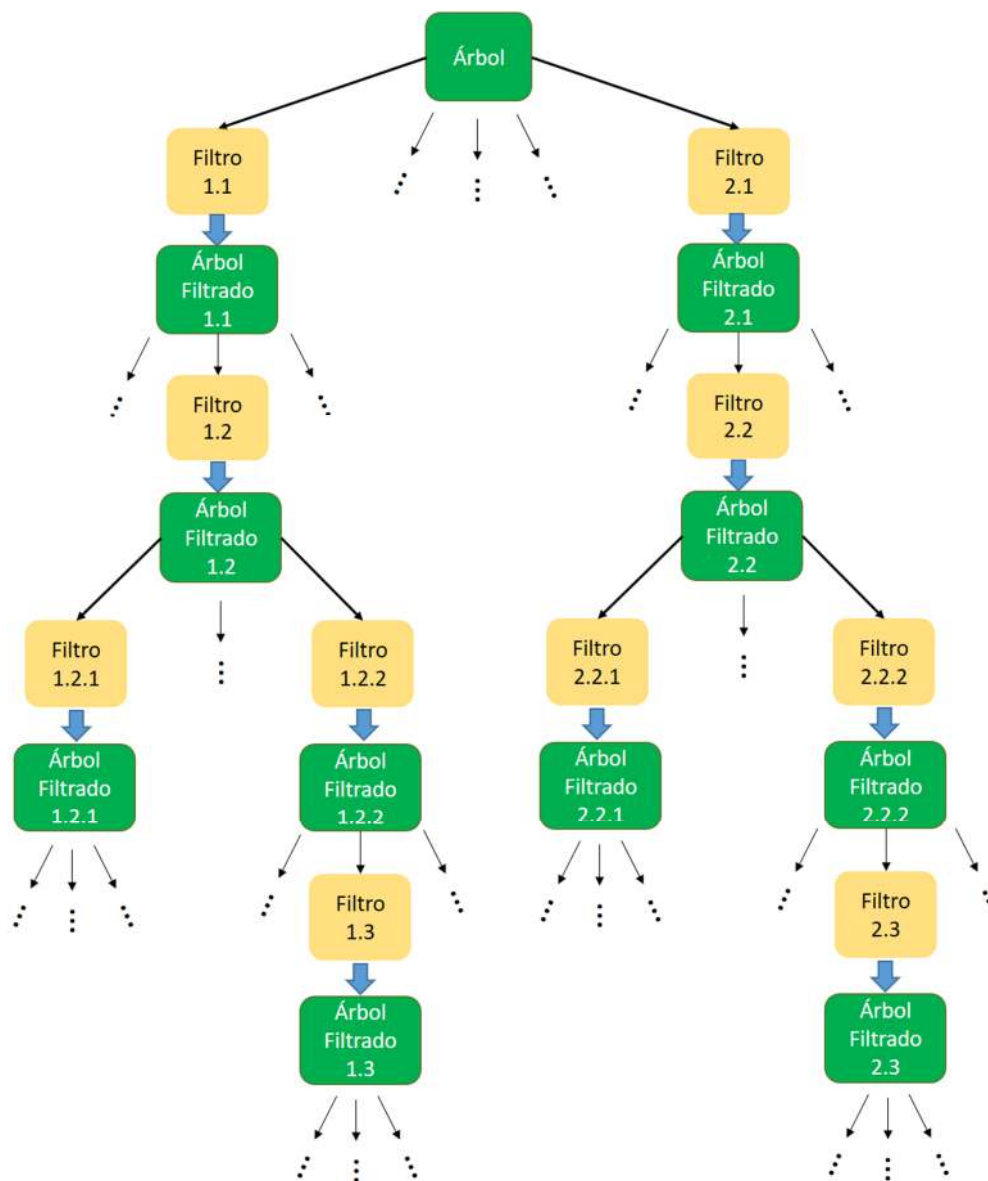 Árbol
Filtro
1.1
Filtro
2.1
Árbol
Filtrado
1.1
Árbol
Filtrado
2.1
Filtro
1.2
Filtro
2.2
Árbol
Filtrado
1.2
Árbol
Filtrado
2.2
Filtro
1.2.1
Filtro
1.2.2
Filtro
2.2.1
Filtro
2.2.2
Árbol
Filtrado
1.2.1
Árbol
Filtrado
1.2.2
Árbol
Filtrado
2.2.1
Árbol
Filtrado
2.2.2
Filtro
1.3
Filtro
2.3
Árbol
Filtrado
1.3
Árbol
Filtrado
2.3